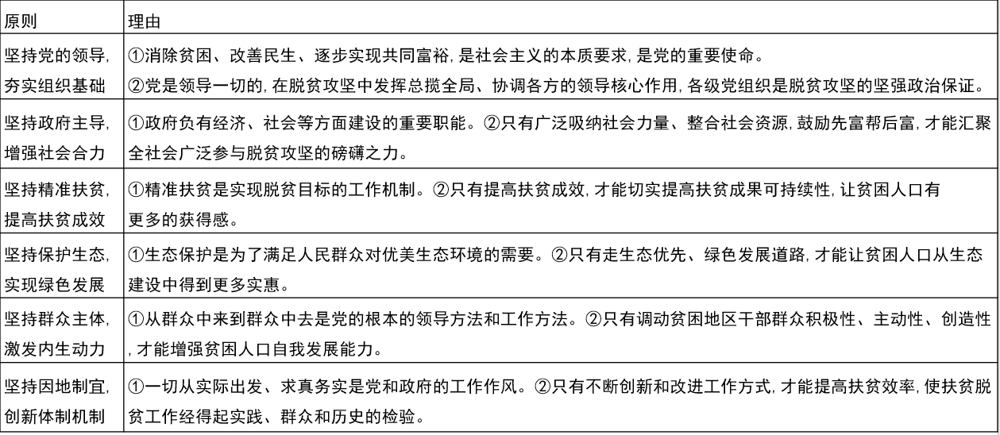 原则
理由
坚持党的领导,
夯实组织基础
①消除贫困、改善民生、逐步实现共同富裕,是社会主义的本质要求,是党的重要使命。
②党是领导一切的,在脱贫攻坚中发挥总揽全局、协调各方的领导核心作用,各级党组织是脱贫攻坚的坚强政治保证。
坚持政府主导,
增强社会合力
①政府负有经济、社会等方面建设的重要职能。②只有广泛吸纳社会力量、整合社会资源,鼓励先富帮后富,才能汇聚
全社会广泛参与脱贫攻坚的磅礴之力。
坚持精准扶贫,
提高扶贫成效
①精准扶贫是实现脱贫目标的工作机制。②只有提高扶贫成效,才能切实提高扶贫成果可持续性,让贫困人口有
更多的获得感。
坚持保护生态,
实现绿色发展
①生态保护是为了满足人民群众对优美生态环境的需要。②只有走生态优先、绿色发展道路,才能让贫困人口从生态
建设中得到更多实惠。
坚持群众主体,
激发内生动力
①从群众中来到群众中去是党的根本的领导方法和工作方法。②只有调动贫困地区干部群众积极性、主动性、创造性
,才能增强贫困人口自我发展能力。
坚持因地制宜,
创新体制机制
①一切从实际出发、求真务实是党和政府的工作作风。②只有不断创新和改进工作方式,才能提高扶贫效率,使扶贫脱
贫工作经得起实践、群众和历史的检验。